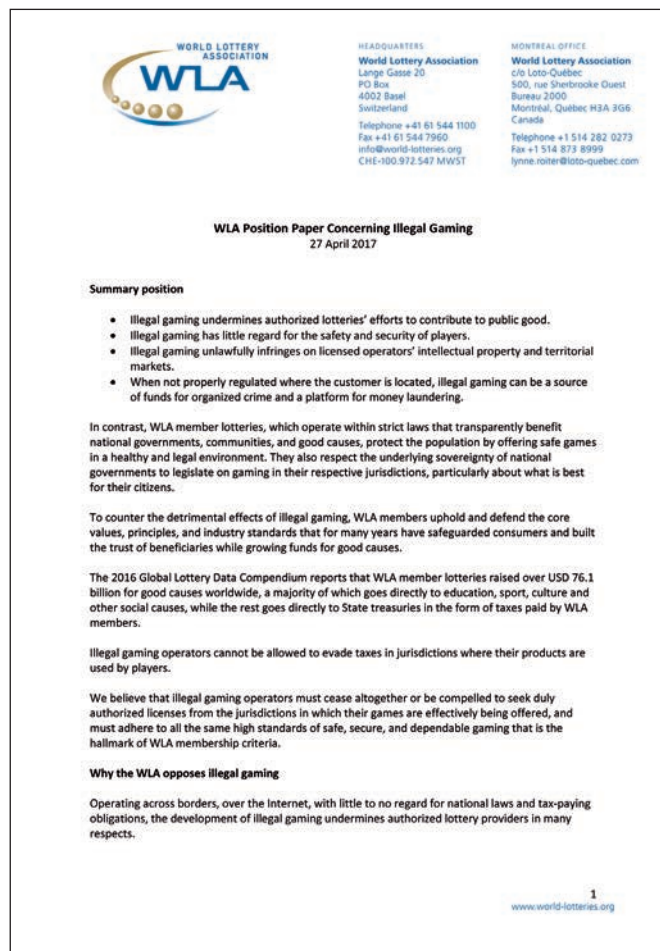 WORLD LOTTERY
ASSOCIATION
WLA
HEADQUARTERS
World Lottery Association
Lange Gasse 20
PO Box
4002 Basel
Switzerland
Telephone +41 61 544 1100
Fax +41 61 544 7960
info@world-lotteries.org
CHE-100.972.547 MWST
MONTREAL OFFICE
World Lottery Association
c/o Loto-Québec
500, rue Sherbrooke Ouest
Bureau 2000
Montréal, Québec H3A 3G6
Canada
Telephone +1 514 282 0273
Fax +1 514 873 8999
lynne.roiter@loto-quebec.com
WLA Position Paper Concerning Illegal Gaming
27 April 2017
Summary position
• Illegal gaming undermines authorized lotteries' efforts to contribute to public good.
• Illegal gaming has little regard for the safety and security of players.
• Illegal gaming unlawfully infringes on licensed operators' intellectual property and territorial
markets.
• When not properly regulated where the customer is located, illegal gaming can be a source
of funds for organized crime and a platform for money laundering.
In contrast, WLA member lotteries, which operate within strict laws that transparently benefit
national governments, communities, and good causes, protect the population by offering safe games
in a healthy and legal environment. They also respect the underlying sovereignty of national
governments to legislate on gaming in their respective jurisdictions, particularly about what is best
for their citizens.
To counter the detrimental effects of illegal gaming, WLA members uphold and defend the core
values, principles, and industry standards that for many years have safeguarded consumers and built
the trust of beneficiaries while growing funds for good causes.
The 2016 Global Lottery Data Compendium reports that WLA member lotteries raised over USD 76.1
billion for good causes worldwide, a majority of which goes directly to education, sport, culture and
other social causes, while the rest goes directly to State treasuries in the form of taxes paid by WLA
members.
Illegal gaming operators cannot be allowed to evade taxes in jurisdictions where their products are
used by players.
We believe that illegal gaming operators must cease altogether or be compelled to seek duly
authorized licenses from the jurisdictions in which their games are effectively being offered, and
must adhere to all the same high standards of safe, secure, and dependable gaming that is the
hallmark of WLA membership criteria.
Why the WLA opposes illegal gaming
Operating across borders, over the Internet, with little to no regard for national laws and tax-paying
obligations, the development of illegal gaming undermines authorized lottery providers in many
respects.
1
www.world-lotteries.org